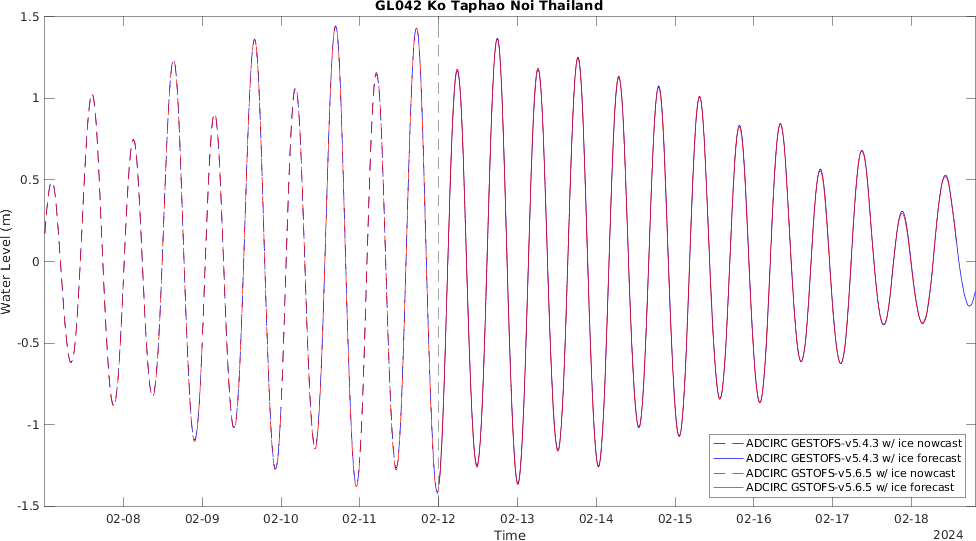 GL042 Ko Taphao Noi Thailand
1.5
1
0.5
0
-0.5
-1
-1.5
Water Level (m)
ADCIRC GESTOFS-v5.4.3 w/ ice nowcast
ADCIRC GESTOFS-v5.4.3 w/ ice forecast
ADCIRC GSTOFS-v5.6.5 w/ ice nowcast
ADCIRC GSTOFS-v5.6.5 w/ ice forecast
02-08 02-09 02-10 02-11 02-12 02-13 02-14 02-15 02-16 02-17 02-18
Time
2024